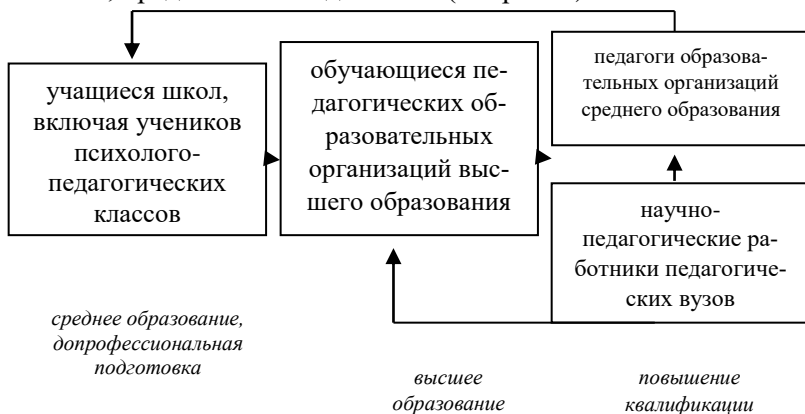 учащиеся школ,
включая учеников
психолого-
педагогических
классов
обучающиеся пе-
дагогических об-
разовательных
организаций выс-
шего образования
педагоги образова-
тельных организаций
среднего образования
научно-
педагогические ра-
ботники педагогиче-
ских вузов
среднее образование,
допрофессиональная
подготовка
высшее
образование
повышение
квалификации